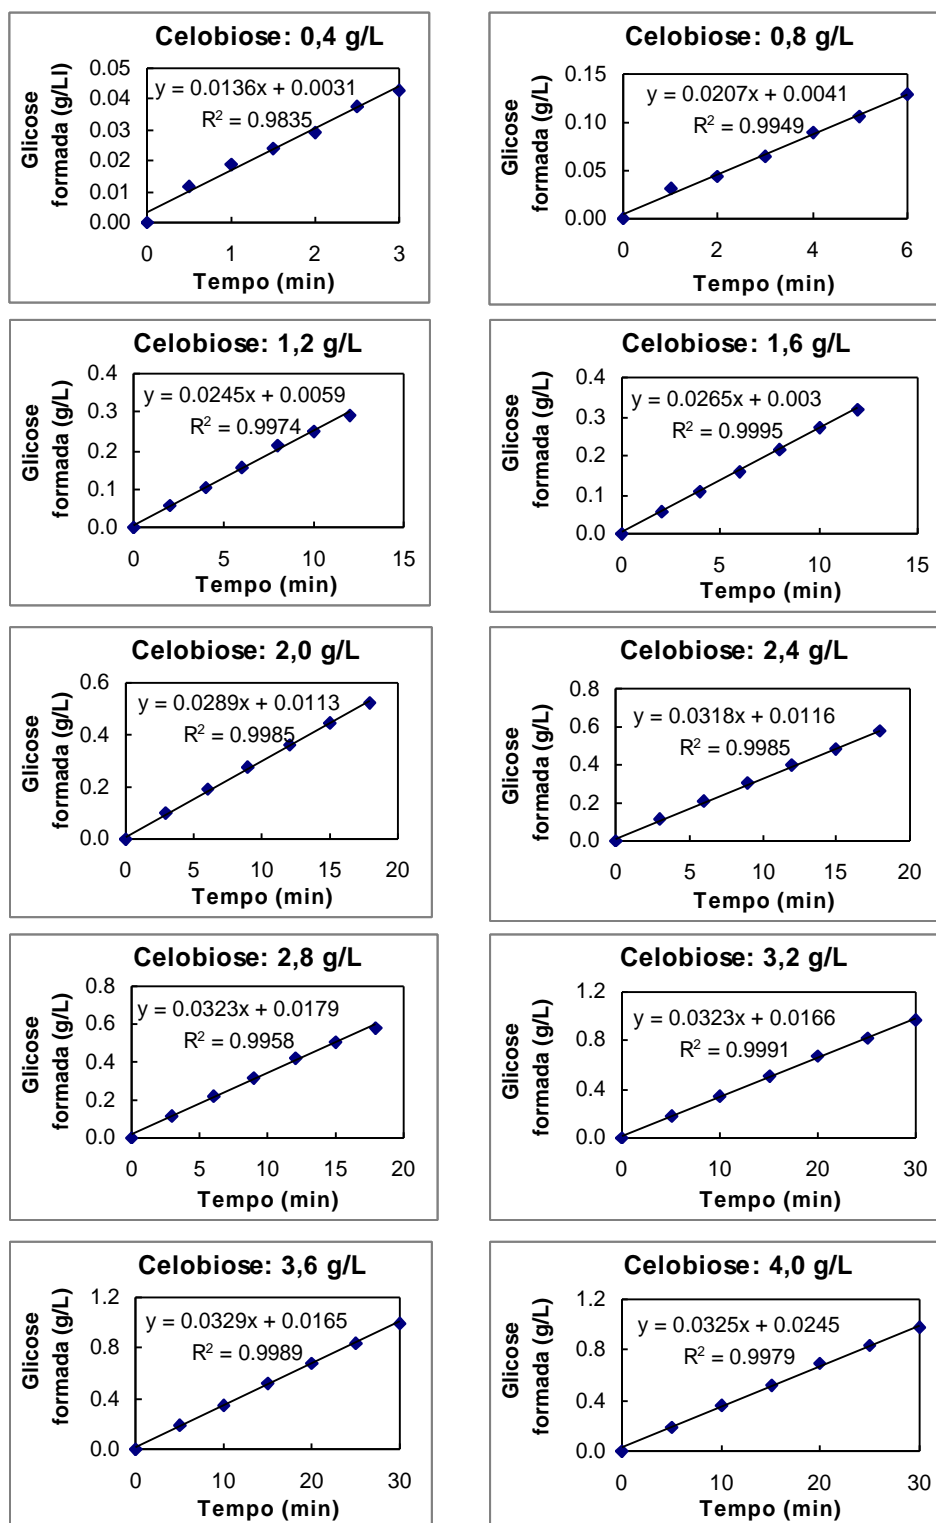 Celobiose: 0,4 g/L
Glicose
formada (g/LI)
0.05
0.04
0.03
0.02
0.01
0.00
y = 0.0136x + 0.0031
R² = 0.9835
0 1 2 3
Tempo (min)
Celobiose: 0,8 g/L
Glicose
formada (g/L)
0.15
0.10
0.05
0.00
y = 0.0207x + 0.0041
R² = 0.9949
0 2 4 6
Tempo (min)
Celobiose: 1,2 g/L
Glicose
formada (g/L)
0.4
0.3
0.2
0.1
0.0
y = 0.0245x + 0.0059
R² = 0.9974
0 5 10 15
Tempo (min)
Celobiose: 1,6 g/L
Glicose
formada (g/L)
0.4
0.3
0.2
0.1
0.0
y = 0.0265x + 0.003
R² = 0.9995
0 5 10 15
Tempo (min)
Celobiose: 2,0 g/L
Glicose
formada (g/L)
0.6
0.4
0.2
0.0
y = 0.0289x + 0.0113
R² = 0.9985
0 5 10 15 20
Tempo (min)
Celobiose: 2,4 g/L
Glicose
formada (g/L)
0.8
0.6
0.4
0.2
0.0
y = 0.0318x + 0.0116
R² = 0.9985
0 5 10 15 20
Tempo (min)
Celobiose: 2,8 g/L
Glicose
formada (g/L)
0.8
0.6
0.4
0.2
0.0
y = 0.0323x + 0.0179
R² = 0.9958
0 5 10 15 20
Tempo (min)
Celobiose: 3,2 g/L
Glicose
formada (g/L)
1.2
0.8
0.4
0.0
y = 0.0323x + 0.0166
R² = 0.9991
0 10 20 30
Tempo (min)
Celobiose: 3,6 g/L
Glicose
formada (g/L)
1.2
0.8
0.4
0.0
y = 0.0329x + 0.0165
R² = 0.9989
0 10 20 30
Tempo (min)
Celobiose: 4,0 g/L
Glicose
formada (g/L)
1.2
0.8
0.4
0.0
y = 0.0325x + 0.0245
R² = 0.9979
0 10 20 30
Tempo (min)